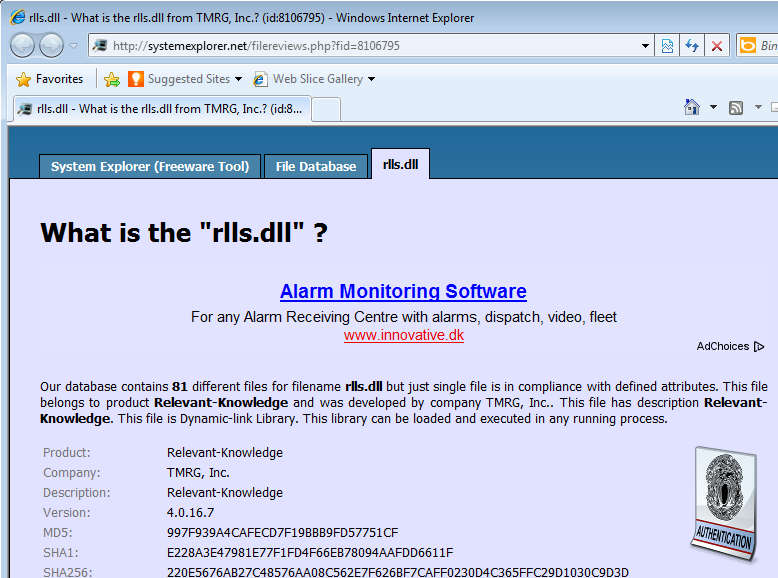 rlls.dll - What is the rlls.dll from TMRG, Inc.? (id:8106795) - Windows Internet Explorer
http://systemexplorer.net/filereviews.php?fid=8106795
Bin
Favorites Suggested Sites Web Slice Gallery
rlls.dll - What is the rlls.dll from TMRG, Inc.? (id:8...
System Explorer (Freeware Tool) File Database rlls.dll
What is the "rlls.dll" ?
Alarm Monitoring Software
For any Alarm Receiving Centre with alarms, dispatch, video, fleet
www.innovative.dk
AdChoices
Our database contains 81 different files for filename rlls.dll but just single file is in compliance with defined attributes. This file
belongs to product Relevant-Knowledge and was developed by company TMRG, Inc.. This file has description Relevant-
Knowledge. This file is Dynamic-link Library. This library can be loaded and executed in any running process.
Product: Relevant-Knowledge
Company: TMRG, Inc.
Description: Relevant-Knowledge
Version: 4.0.16.7
MD5: 997F939A4CAFECD7F19BBB9FD57751CF
SHA1: E228A3E47981E77F1FD4F66EB78094AAFDD6611F
SHA256: 220E5676AB27C48576AA08C562E7F626BF7CAFF0230D4C365FFC29D1030C9D3D
AUTHENTICATION